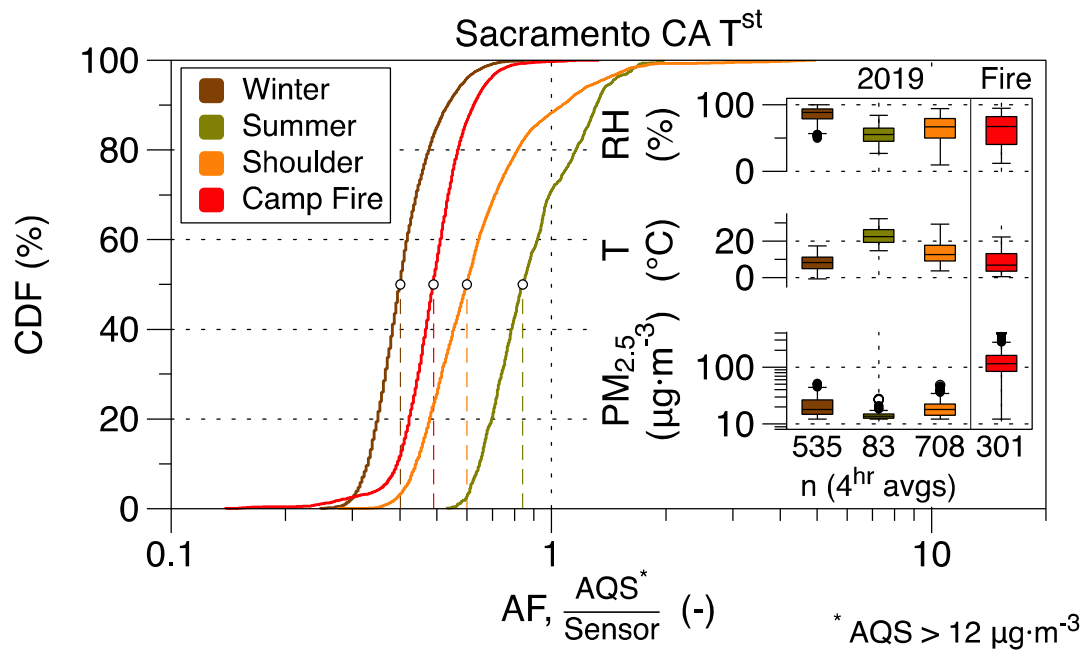 Sacramento CA T^st
CDF (%)
100
80
60
40
20
0
Winter
Summer
Shoulder
Camp Fire
2019 Fire
RH
(%)
100
0
T
(°C)
20
0
PM2.5
(µg·m-3)
100
10
535 83 708 301
n (4hr avgs)
0.1 1 10
AF, AQS*
Sensor (-)
* AQS > 12 µg·m-3